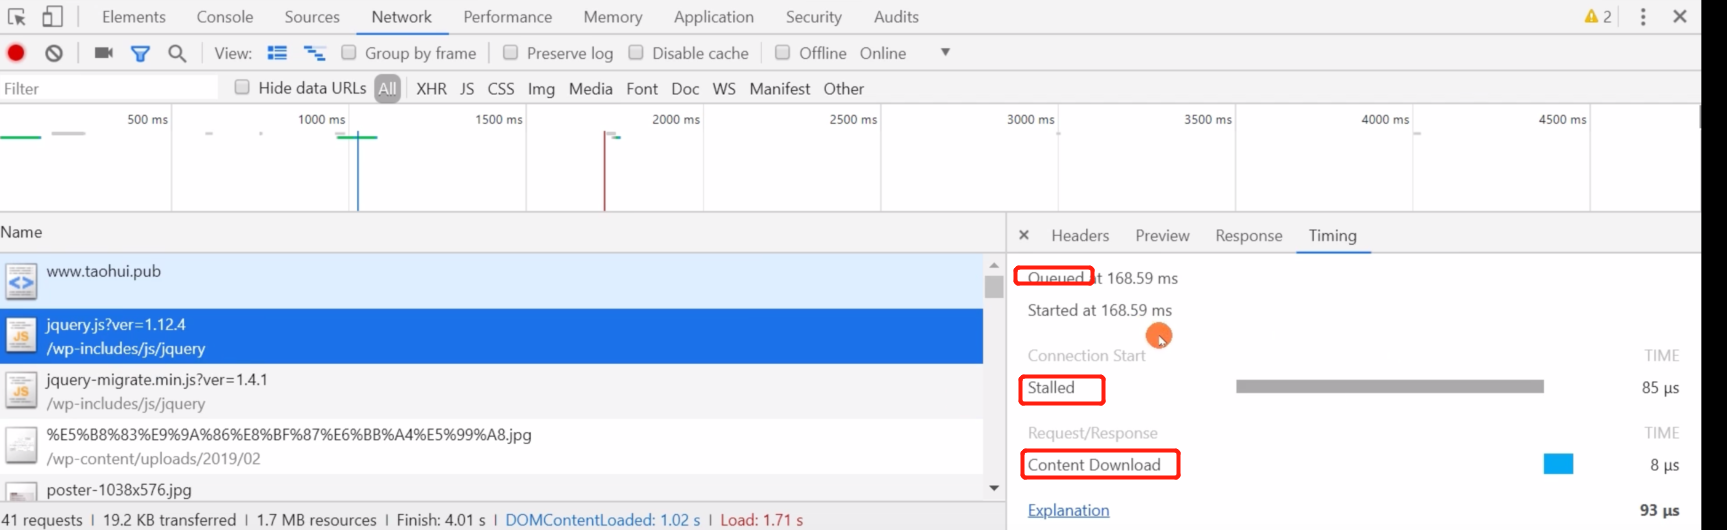 Elements Console Sources Network Performance Memory Application Security Audits 2
View: Group by frame Preserve log Disable cache Offline Online
Filter Hide data URLs All XHR JS CSS Img Media Font Doc WS Manifest Other
500 ms 1000 ms 1500 ms 2000 ms 2500 ms 3000 ms 3500 ms 4000 ms 4500 ms
Name
www.taohui.pub
JS jquery.js?ver=1.12.4
/wp-includes/js/jquery
JS jquery-migrate.min.js?ver=1.4.1
/wp-includes/js/jquery
%E5%B8%83%E9%9A%86%E8%BF%87%E6%BB%A4%E5%99%A8.jpg
/wp-content/uploads/2019/02
poster-1038x576.jpg
41 requests | 19.2 KB transferred | 1.7 MB resources | Finish: 4.01 s | DOMContentLoaded: 1.02 s | Load: 1.71 s
Headers Preview Response Timing
Queued at 168.59 ms
Started at 168.59 ms
Connection Start TIME
Stalled 85 μs
Request/Response TIME
Content Download 8 μs
Explanation 93 μs